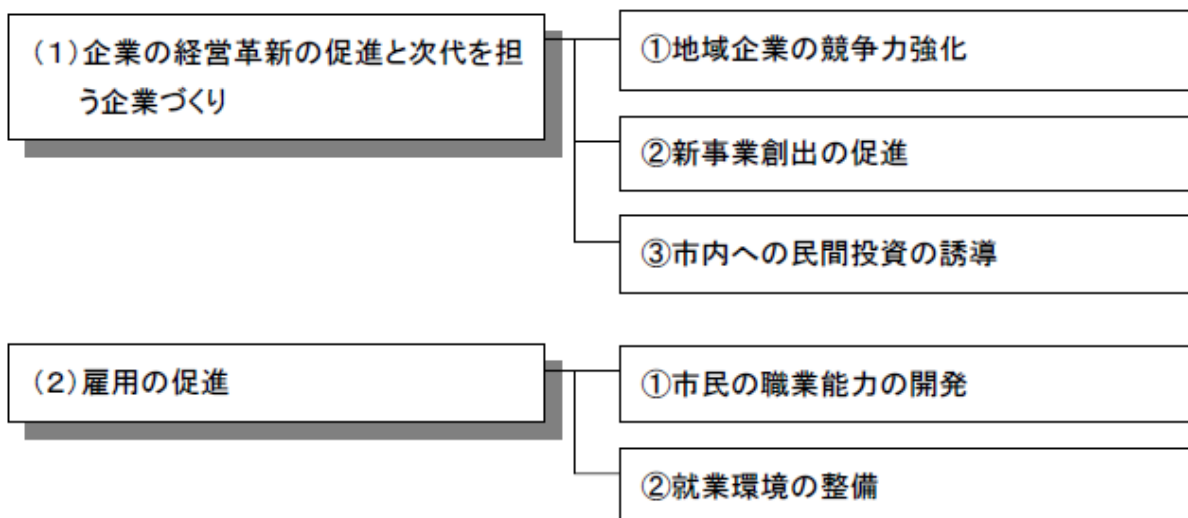 (1)企業の経営革新の促進と次代を担
う企業づくり
①地域企業の競争力強化
②新事業創出の促進
③市内への民間投資の誘導
(2)雇用の促進
①市民の職業能力の開発
②就業環境の整備